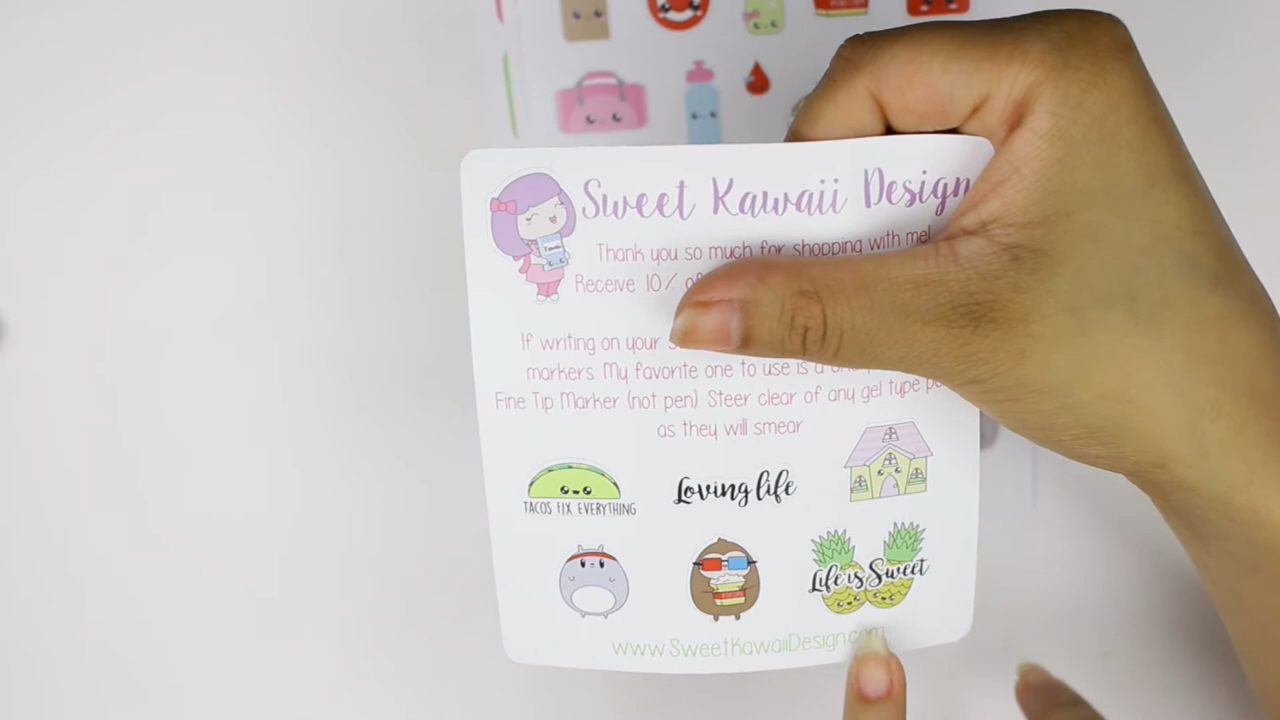 Sweet Kawaii Design
Thank you so much for shopping with me!
Receive 10% of
If writing on your
markers. My favorite one to use is a
Fine Tip Marker (not pen) Steer clear of any gel type
as they will smear
TACOS FIX EVERYTHING
Loving life
POPCORN
Life is Sweet
www.SweetKawaiiDesign.com